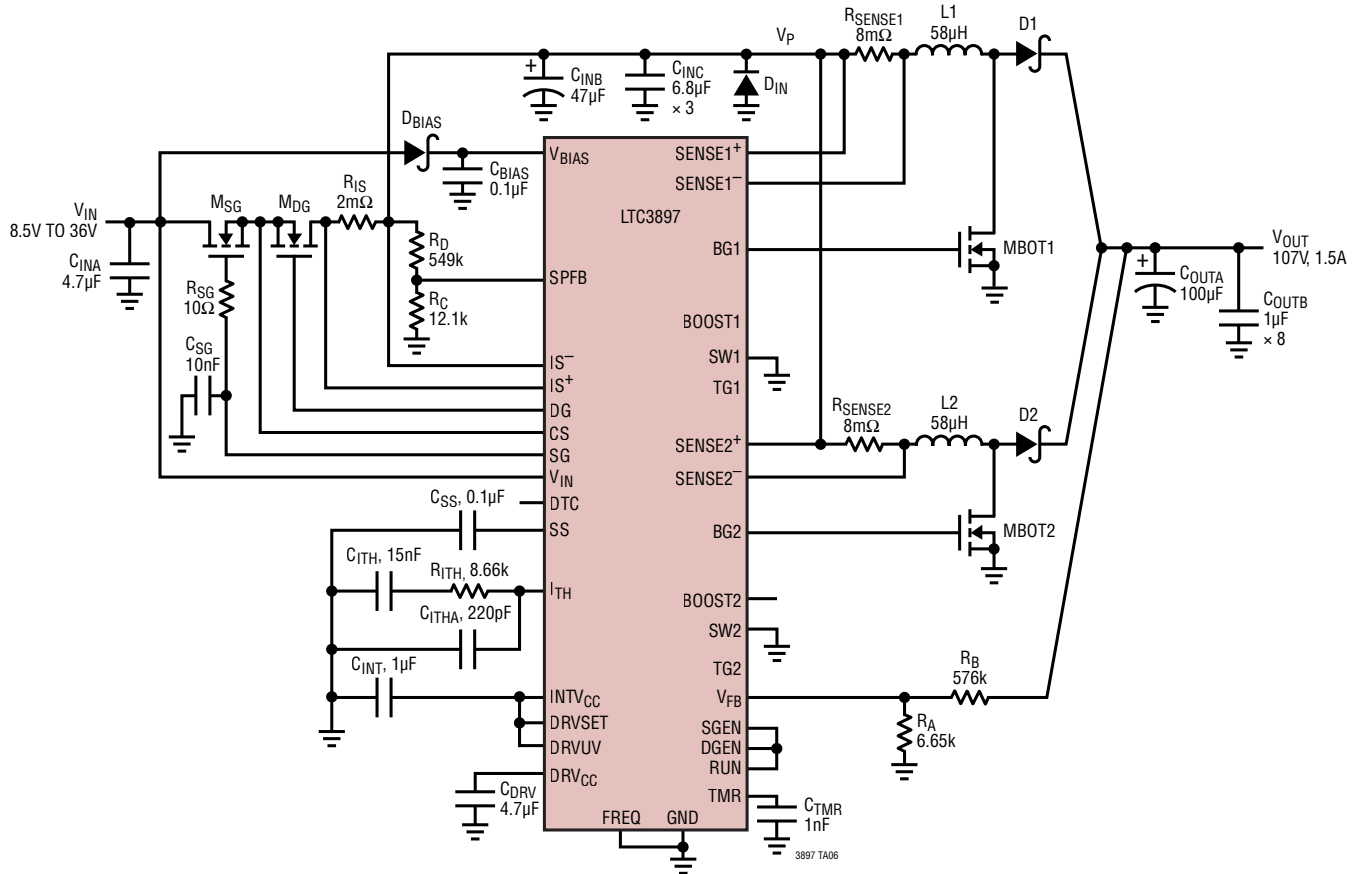 VP
RSENSE1
8mΩ
L1
58µH
D1
+
CINB
47µF
CINC
6.8µF
× 3
DIN
DBIAS
CBIAS
0.1µF
VIN
8.5V TO 36V
CINA
4.7µF
MSG
MDG
RIS
2mΩ
RD
549k
RC
12.1k
RSG
10Ω
CSG
10nF
VBIAS
SPFB
IS–
IS+
DG
CS
SG
VIN
DTC
SS
ITH
INTVCC
DRVSET
DRVUV
DRVCC
CSS, 0.1µF
CITH, 15nF
RITH, 8.66k
CITHA, 220pF
CINT, 1µF
CDRV
4.7µF
LTC3897
FREQ
GND
SENSE1+
SENSE1–
BG1
BOOST1
SW1
TG1
SENSE2+
SENSE2–
BG2
BOOST2
SW2
TG2
VFB
SGEN
DGEN
RUN
TMR
MBOT1
RSENSE2
8mΩ
L2
58µH
D2
MBOT2
VOUT
107V, 1.5A
+
COUTA
100µF
COUTB
1µF
× 8
RB
576k
RA
6.65k
CTMR
1nF
3897 TA06